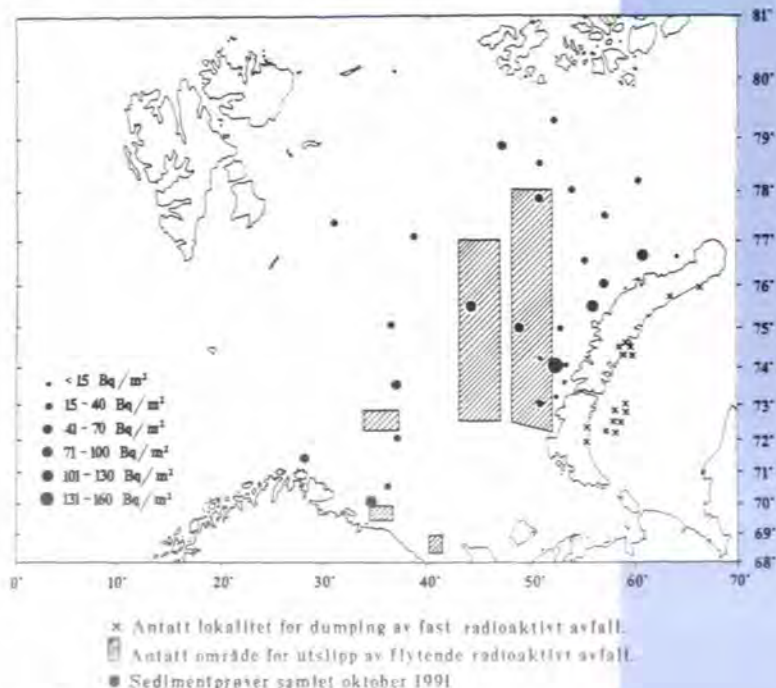 81°
80°
79°
78°
77°
76°
75°
74°
73°
72°
71°
70°
69°
68°
< 15 Bq/m²
15-40 Bq/m²
41-70 Bq/m²
71-100 Bq/m²
101-130 Bq/m²
131-160 Bq/m²
0° 10° 20° 30° 40° 50° 60° 70°
× Antatt lokalitet for dumping av fast radioaktivt avfall.
Antatt område for utslipp av flytende radioaktivt avfall.
Sedimentprøver samlet oktober 1991